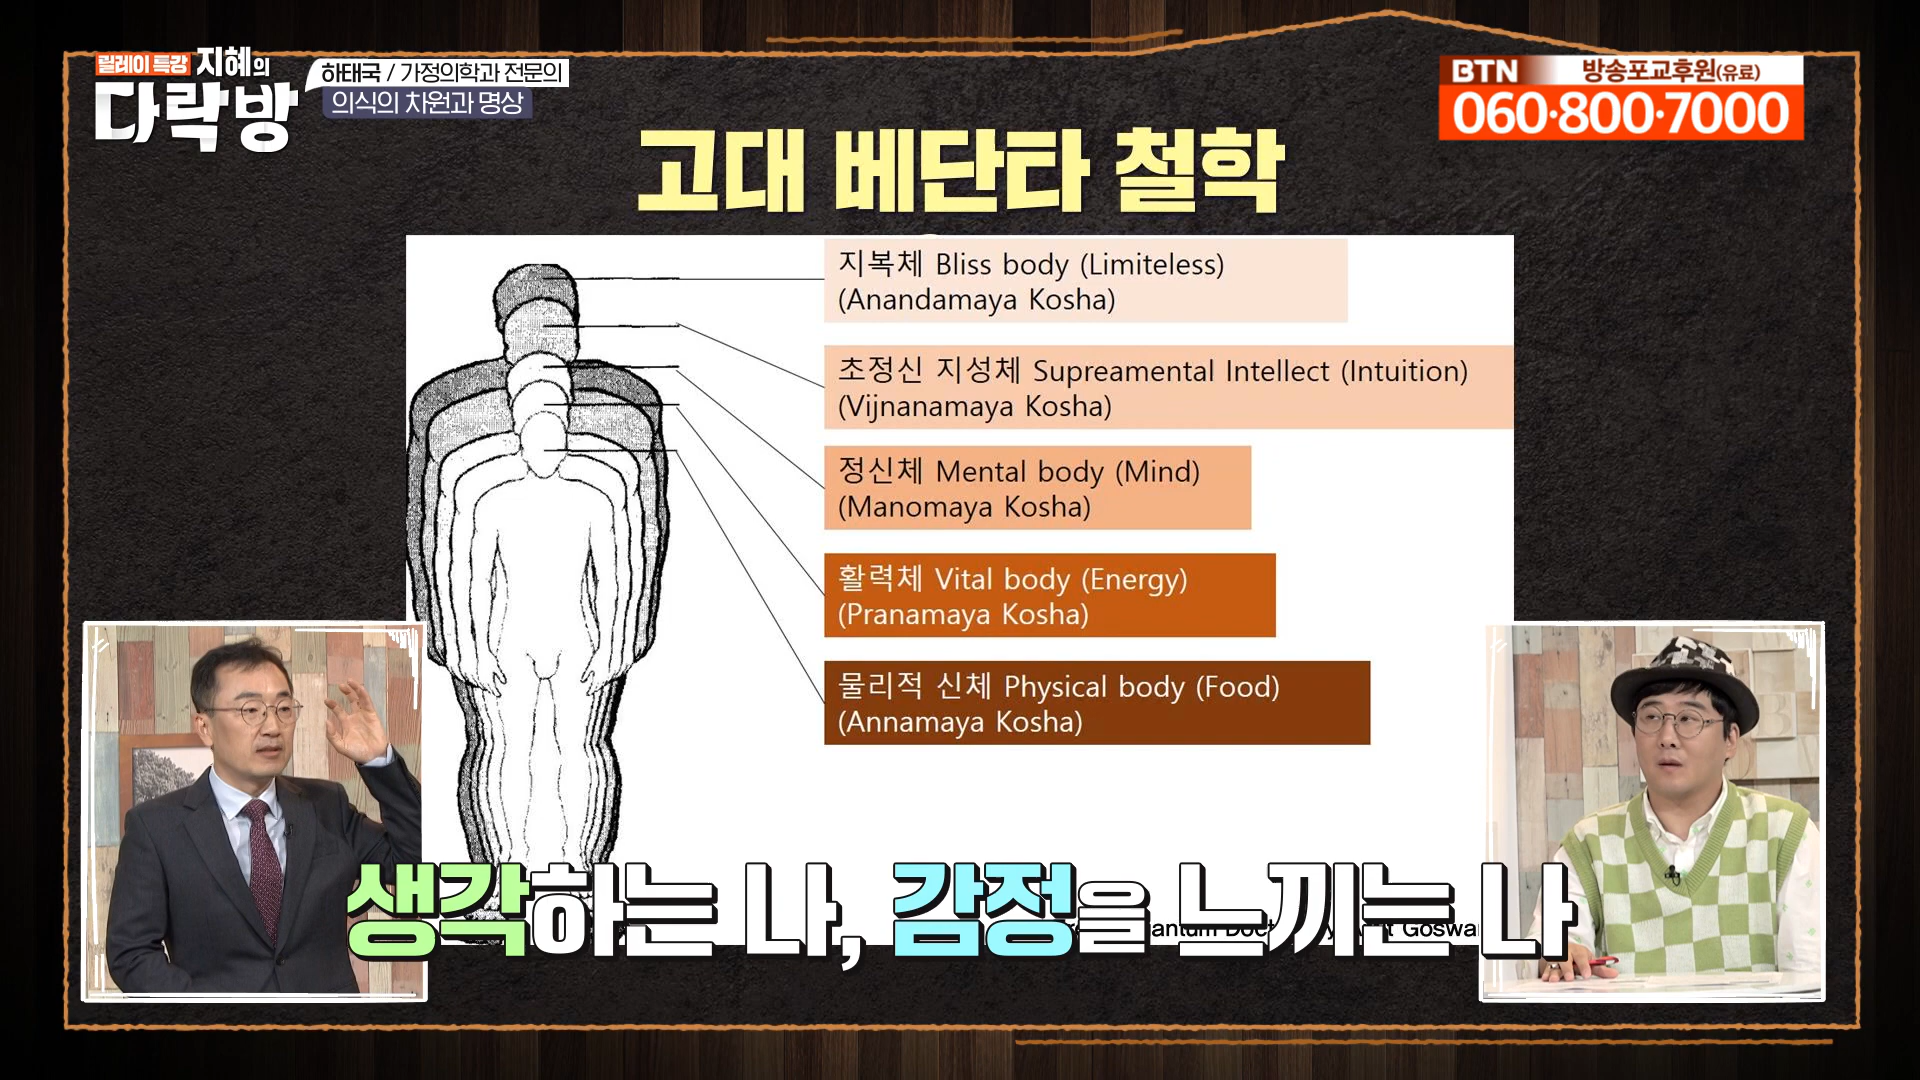 릴레이 특강 지혜의
다락방
하태국 / 가정의학과 전문의
의식의 차원과 명상
BTN 방송포교후원(유료)
060·800·7000
고대 베단타 철학
지복체 Bliss body (Limiteless)
(Anandamaya Kosha)
초정신 지성체 Supreamental Intellect (Intuition)
(Vijnanamaya Kosha)
정신체 Mental body (Mind)
(Manomaya Kosha)
활력체 Vital body (Energy)
(Pranamaya Kosha)
물리적 신체 Physical body (Food)
(Annamaya Kosha)
생각하는 나, 감정을 느끼는 나